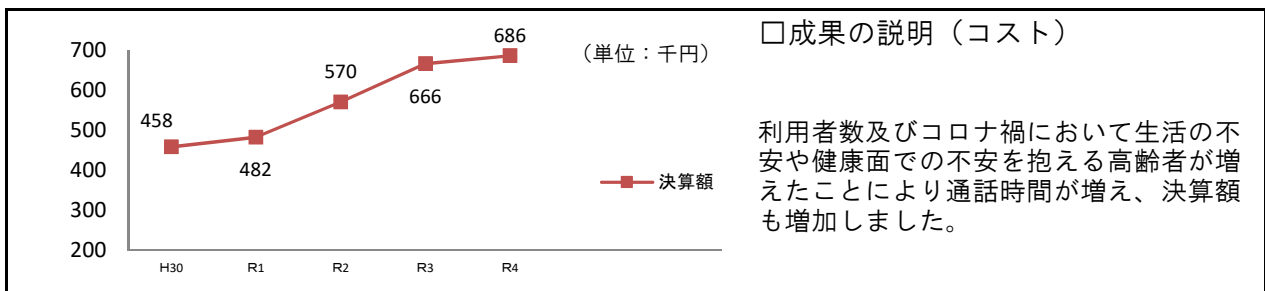 700
600
500
400
300
200
458
482
570
666
686
（単位：千円）
決算額
H30
R1
R2
R3
R4
□成果の説明（コスト）
利用者数及びコロナ禍において生活の不
安や健康面での不安を抱える高齢者が増
えたことにより通話時間が増え、決算額
も増加しました。